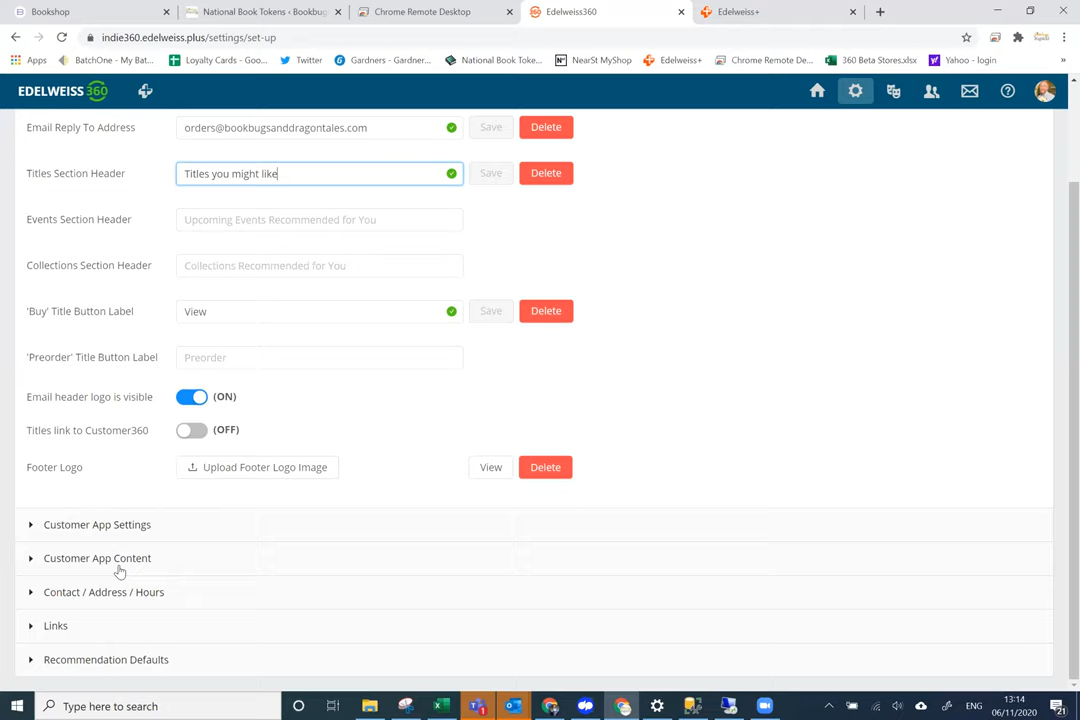 Bookshop
National Book Tokens ‹ Bookbug
Chrome Remote Desktop
Edelweiss360
Edelweiss+
indie360.edelweiss.plus/settings/set-up
Apps
BatchOne - My Bat...
Loyalty Cards - Goo...
Twitter
Gardners - Gardner...
National Book Toke...
NearSt MyShop
Edelweiss+
Chrome Remote De...
360 Beta Stores.xlsx
Yahoo - login
»
EDELWEISS 360
Email Reply To Address
orders@bookbugsanddragontales.com
Save
Delete
Titles Section Header
Titles you might like
Save
Delete
Events Section Header
Upcoming Events Recommended for You
Collections Section Header
Collections Recommended for You
'Buy' Title Button Label
View
Save
Delete
'Preorder' Title Button Label
Preorder
Email header logo is visible
(ON)
Titles link to Customer360
(OFF)
Footer Logo
Upload Footer Logo Image
View
Delete
Customer App Settings
Customer App Content
Contact / Address / Hours
Links
Recommendation Defaults
Type here to search
ENG
13:14
06/11/2020
21